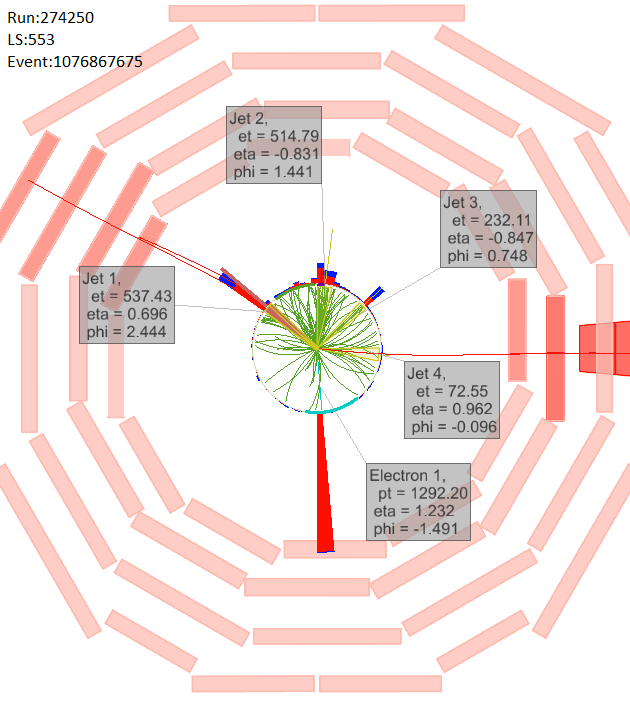 Run:274250
LS:553
Event:1076867675
Jet 2,
et = 514.79
eta = -0.831
phi = 1.441
Jet 3,
et = 232.11
eta = -0.847
phi = 0.748
Jet 1,
et = 537.43
eta = 0.696
phi = 2.444
Jet 4,
et = 72.55
eta = 0.962
phi = -0.096
Electron 1,
pt = 1292.20
eta = 1.232
phi = -1.491